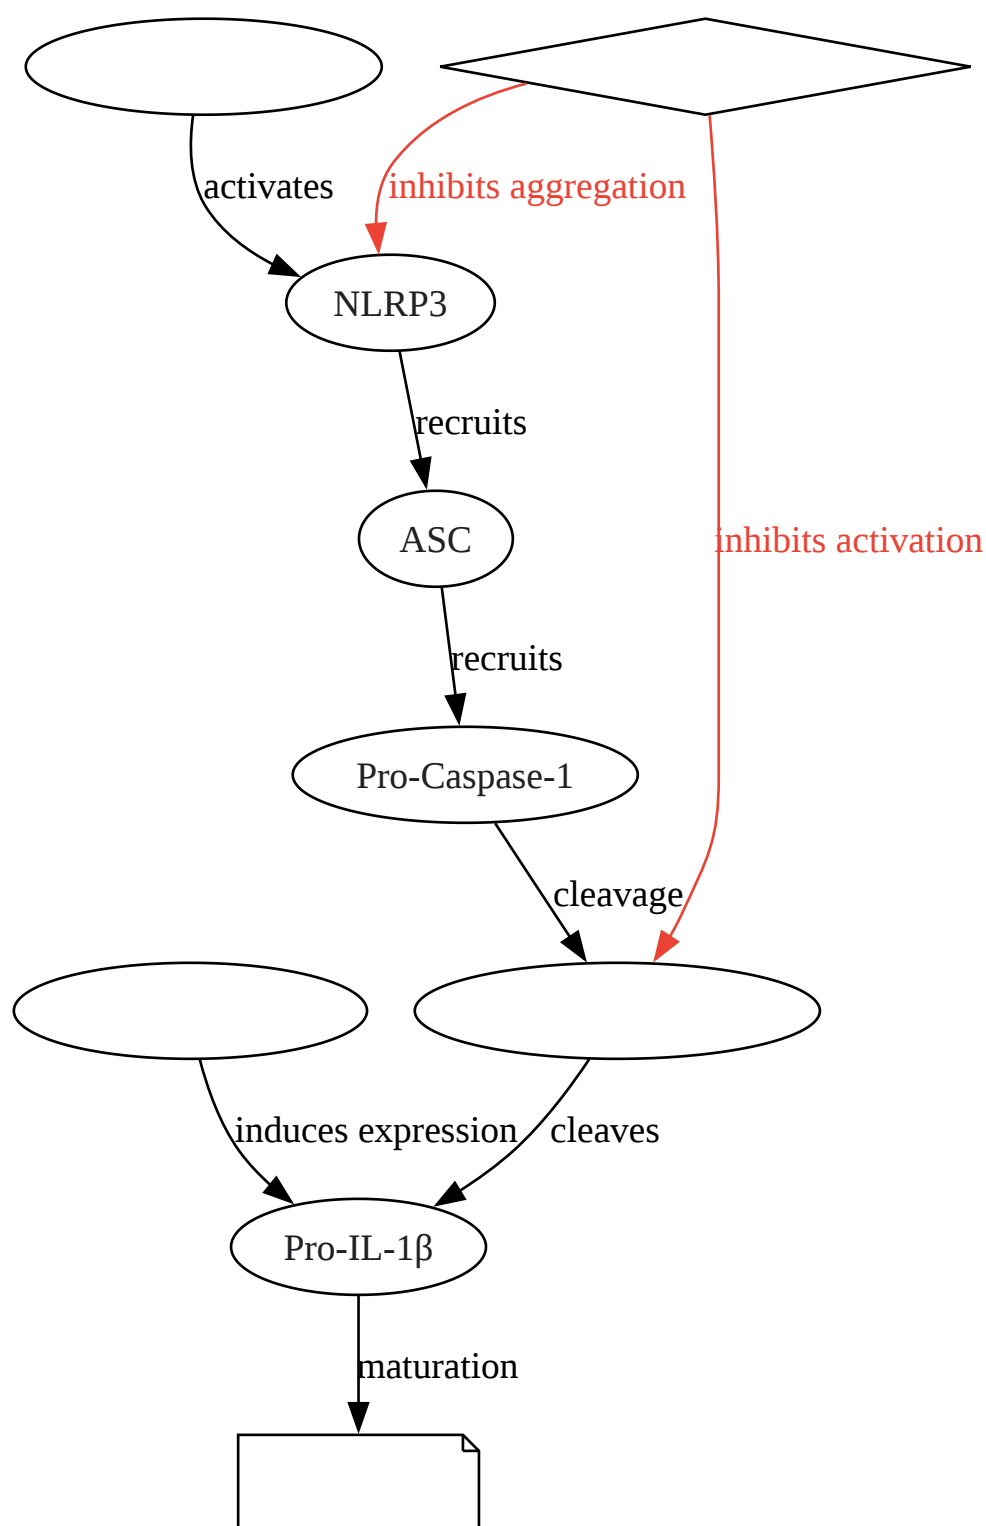 activates
inhibits aggregation
NLRP3
recruits
ASC
inhibits activation
recruits
Pro-Caspase-1
cleavage
induces expression
cleaves
Pro-IL-1β
maturation